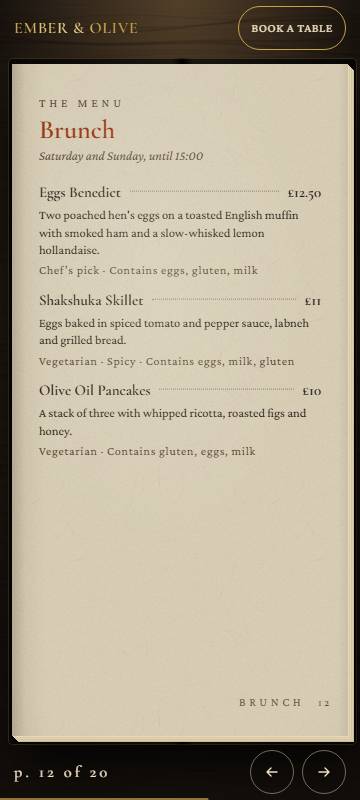 EMBER & OLIVE
BOOK A TABLE
THE MENU
Brunch
Saturday and Sunday, until 15:00
Eggs Benedict £12.50
Two poached hen's eggs on a toasted English muffin
with smoked ham and a slow-whisked lemon
hollandaise.
Chef's pick · Contains eggs, gluten, milk
Shakshuka Skillet £11
Eggs baked in spiced tomato and pepper sauce, labneh
and grilled bread.
Vegetarian · Spicy · Contains eggs, milk, gluten
Olive Oil Pancakes £10
A stack of three with whipped ricotta, roasted figs and
honey.
Vegetarian · Contains gluten, eggs, milk
BRUNCH 12
p. 12 of 20